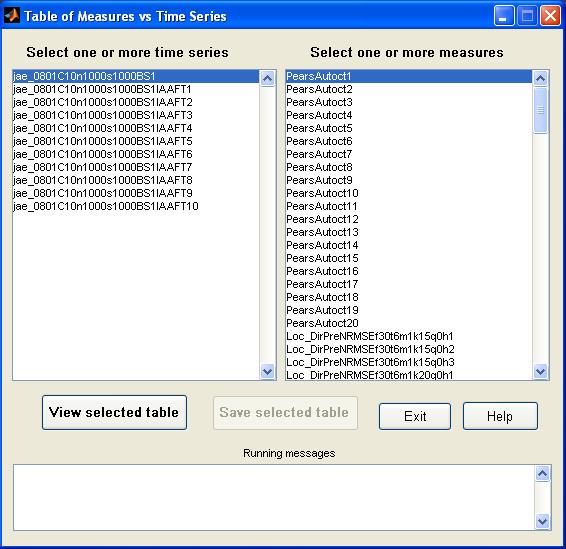 Table of Measures vs Time Series
Select one or more time series
Select one or more measures
jae_0801C10n1000s1000BS1
jae_0801C10n1000s1000BS1IAAFT1
jae_0801C10n1000s1000BS1IAAFT2
jae_0801C10n1000s1000BS1IAAFT3
jae_0801C10n1000s1000BS1IAAFT4
jae_0801C10n1000s1000BS1IAAFT5
jae_0801C10n1000s1000BS1IAAFT6
jae_0801C10n1000s1000BS1IAAFT7
jae_0801C10n1000s1000BS1IAAFT8
jae_0801C10n1000s1000BS1IAAFT9
jae_0801C10n1000s1000BS1IAAFT10
PearsAutoct1
PearsAutoct2
PearsAutoct3
PearsAutoct4
PearsAutoct5
PearsAutoct6
PearsAutoct7
PearsAutoct8
PearsAutoct9
PearsAutoct10
PearsAutoct11
PearsAutoct12
PearsAutoct13
PearsAutoct14
PearsAutoct15
PearsAutoct16
PearsAutoct17
PearsAutoct18
PearsAutoct19
PearsAutoct20
Loc_DirPreNRMSEf30t6m1k15q0h1
Loc_DirPreNRMSEf30t6m1k15q0h2
Loc_DirPreNRMSEf30t6m1k15q0h3
Loc_DirPreNRMSEf30t6m1k20q0h1
View selected table
Save selected table
Exit
Help
Running messages